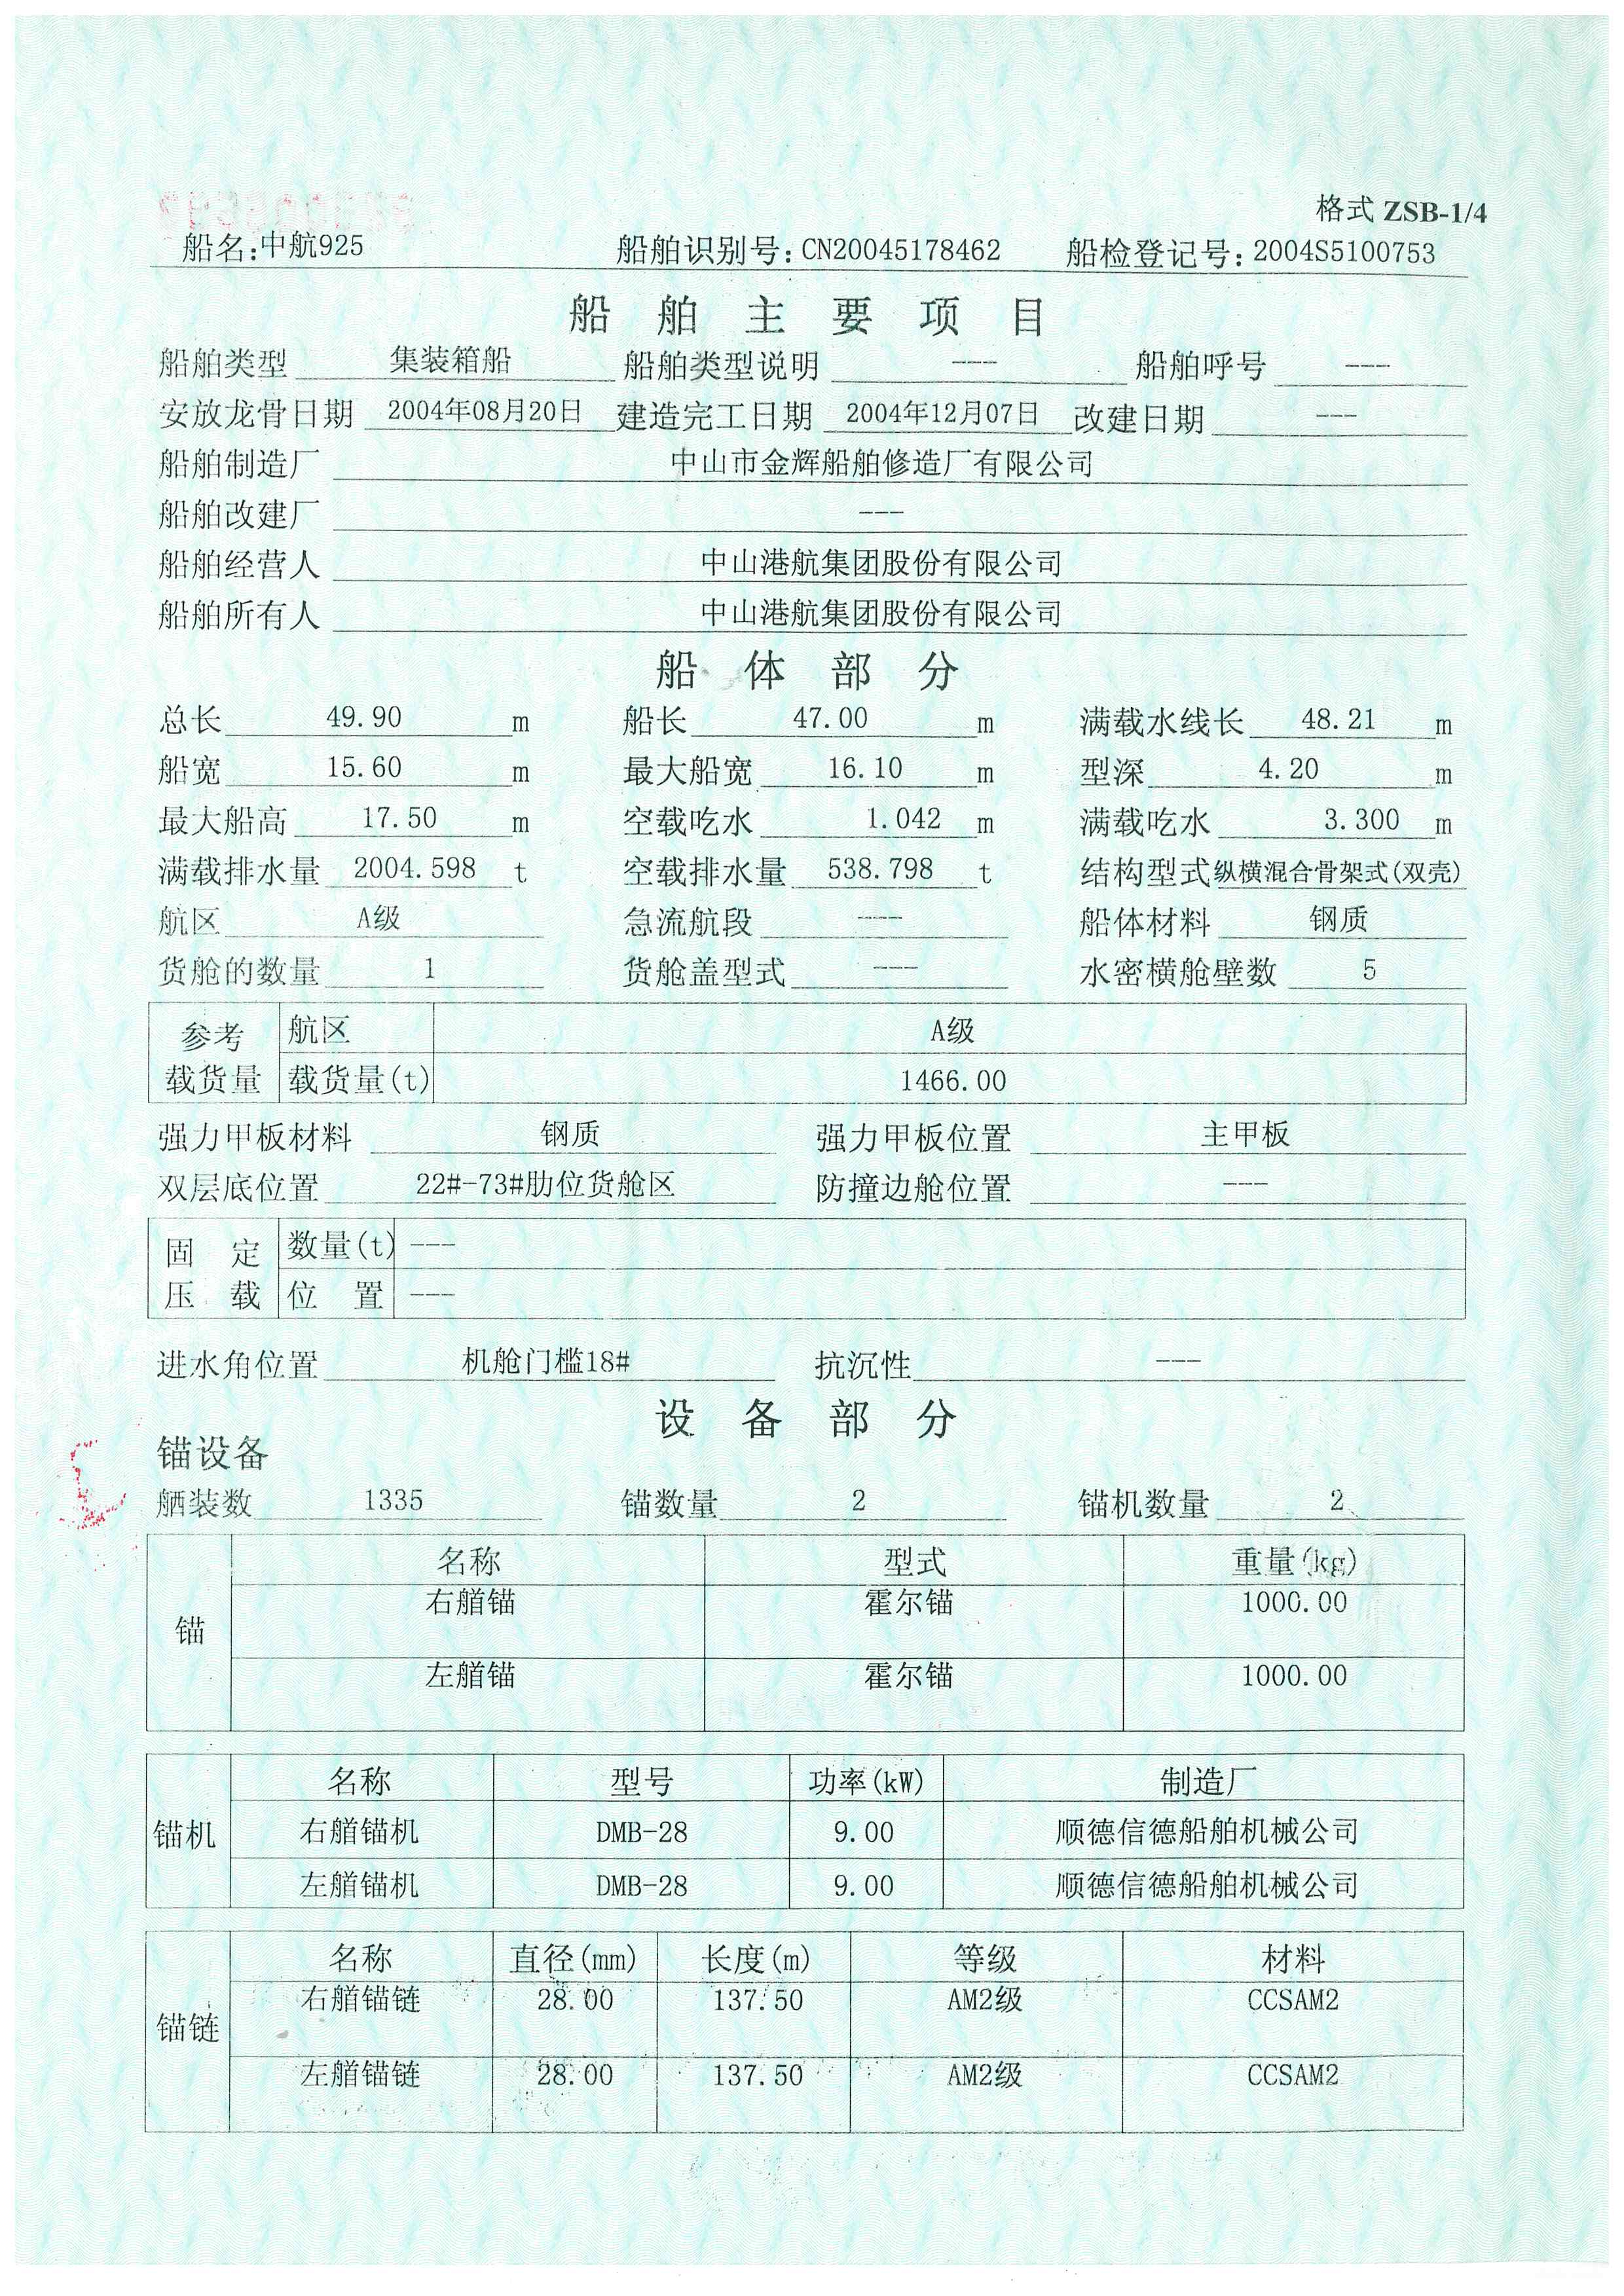 格式 ZSB-1/4
船名:中航925 船舶识别号:CN20045178462 船检登记号:2004S5100753
船舶主要项目
船舶类型 集装箱船 船舶类型说明 --- 船舶呼号 ---
安放龙骨日期 2004年08月20日 建造完工日期 2004年12月07日 改建日期 ---
船舶制造厂 中山市金辉船舶修造厂有限公司
船舶改建厂 ---
船舶经营人 中山港航集团股份有限公司
船舶所有人 中山港航集团股份有限公司
船体部分
总长 49.90 m 船长 47.00 m 满载水线长 48.21 m
船宽 15.60 m 最大船宽 16.10 m 型深 4.20 m
最大船高 17.50 m 空载吃水 1.042 m 满载吃水 3.300 m
满载排水量 2004.598 t 空载排水量 538.798 t 结构型式 纵横混合骨架式(双壳)
航区 A级 急流航段 --- 船体材料 钢质
货舱的数量 1 货舱盖型式 --- 水密横舱壁数 5
参考 航区 A级
载货量 载货量(t) 1466.00
强力甲板材料 钢质 强力甲板位置 主甲板
双层底位置 22#-73#肋位货舱区 防撞边舱位置 ---
固定 数量(t) ---
压载 位置 ---
进水角位置 机舱门槛18# 抗沉性 ---
设备部分
锚设备
舾装数 1335 锚数量 2 锚机数量 2
名称 型式 重量(kg)
右艏锚 霍尔锚 1000.00
锚
左艏锚 霍尔锚 1000.00
名称 型号 功率(kW) 制造厂
锚机 右艏锚机 DMB-28 9.00 顺德信德船舶机械公司
左艏锚机 DMB-28 9.00 顺德信德船舶机械公司
名称 直径(mm) 长度(m) 等级 材料
右艏锚链 28.00 137.50 AM2级 CCSAM2
锚链
左艏锚链 28.00 137.50 AM2级 CCSAM2